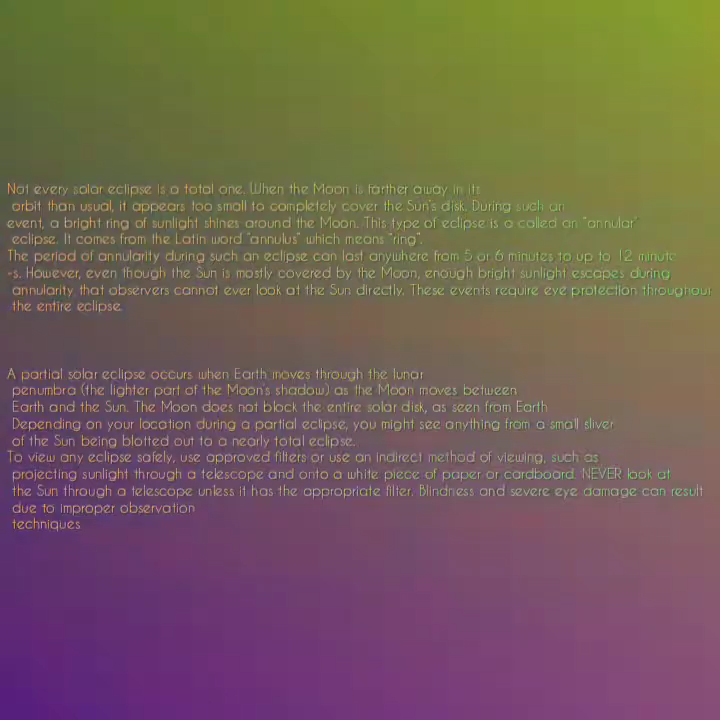 Not every solar eclipse is a total one. When the Moon is farther away in its
orbit than usual, it appears too small to completely cover the Sun's disk. During such an
event, a bright ring of sunlight shines around the Moon. This type of eclipse is a called an "annular"
eclipse. It comes from the Latin word "annulus" which means "ring".
The period of annularity during such an eclipse can last anywhere from 5 or 6 minutes to up to 12 minute
-s. However, even though the Sun is mostly covered by the Moon, enough bright sunlight escapes during
annularity that observers cannot ever look at the Sun directly. These events require eye protection throughout
the entire eclipse.
A partial solar eclipse occurs when Earth moves through the lunar
penumbra (the lighter part of the Moon's shadow) as the Moon moves between
Earth and the Sun. The Moon does not block the entire solar disk, as seen from Earth.
Depending on your location during a partial eclipse, you might see anything from a small sliver
of the Sun being blotted out to a nearly total eclipse.
To view any eclipse safely, use approved filters or use an indirect method of viewing, such as
projecting sunlight through a telescope and onto a white piece of paper or cardboard. NEVER look at
the Sun through a telescope unless it has the appropriate filter. Blindness and severe eye damage can result
due to improper observation
techniques